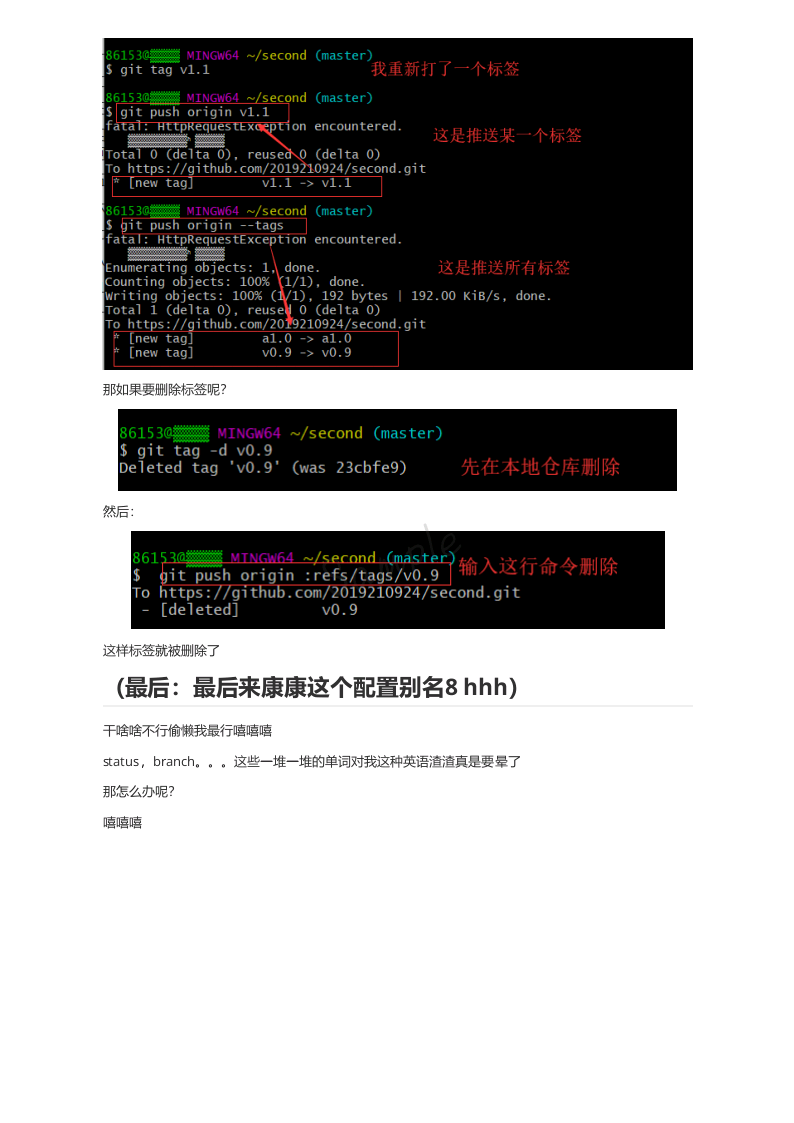 86153@ MINGW64 ~/second (master)
$ git tag v1.1
我重新打了一个标签
86153@ MINGW64 ~/second (master)
$ git push origin v1.1
fatal: HttpRequestException encountered.
这是推送某一个标签
Total 0 (delta 0), reused 0 (delta 0)
To https://github.com/2019210924/second.git
* [new tag] v1.1 -> v1.1
86153@ MINGW64 ~/second (master)
$ git push origin --tags
fatal: HttpRequestException encountered.
Enumerating objects: 1, done.
这是推送所有标签
Counting objects: 100% (1/1), done.
Writing objects: 100% (1/1), 192 bytes | 192.00 KiB/s, done.
Total 1 (delta 0), reused 0 (delta 0)
To https://github.com/2019210924/second.git
* [new tag] a1.0 -> a1.0
* [new tag] v0.9 -> v0.9
那如果要删除标签呢？
86153@ MINGW64 ~/second (master)
$ git tag -d v0.9
Deleted tag 'v0.9' (was 23cbfe9)
先在本地仓库删除
然后：
86153@ MINGW64 ~/second (master)
$ git push origin :refs/tags/v0.9
输入这行命令删除
To https://github.com/2019210924/second.git
- [deleted] v0.9
这样标签就被删除了
（最后：最后来康康这个配置别名8 hhh）
干啥啥不行偷懒我最行嘻嘻嘻
status，branch。。。这些一堆一堆的单词对我这种英语渣渣真是要晕了
那怎么办呢？
嘻嘻嘻